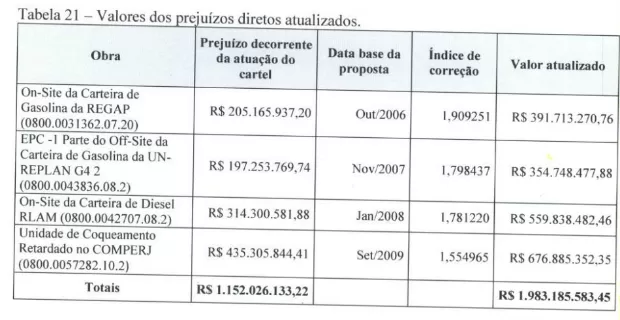 Tabela 21 – Valores dos prejuízos diretos atualizados.
Obra
Prejuízo decorrente
da atuação do
cartel
Data base da
proposta
Índice de
correção
Valor atualizado
On-Site da Carteira de
Gasolina da REGAP
(0800.0031362.07.20)
R$ 205.165.937,20
Out/2006
1,909251
R$ 391.713.270,76
EPC -1 Parte do Off-Site da
Carteira de Gasolina da UN-
REPLAN G4 2
(0800.0043836.08.2)
R$ 197.253.769,74
Nov/2007
1,798437
R$ 354.748.477,88
On-Site da Carteira de Diesel
RLAM (0800.0042707.08.2)
R$ 314.300.581,88
Jan/2008
1,781220
R$ 559.838.482,46
Unidade de Coqueamento
Retardado no COMPERJ
(0800.0057282.10.2)
R$ 435.305.844,41
Set/2009
1,554965
R$ 676.885.352,35
Totais
R$ 1.152.026.133,22
R$ 1.983.185.583,45